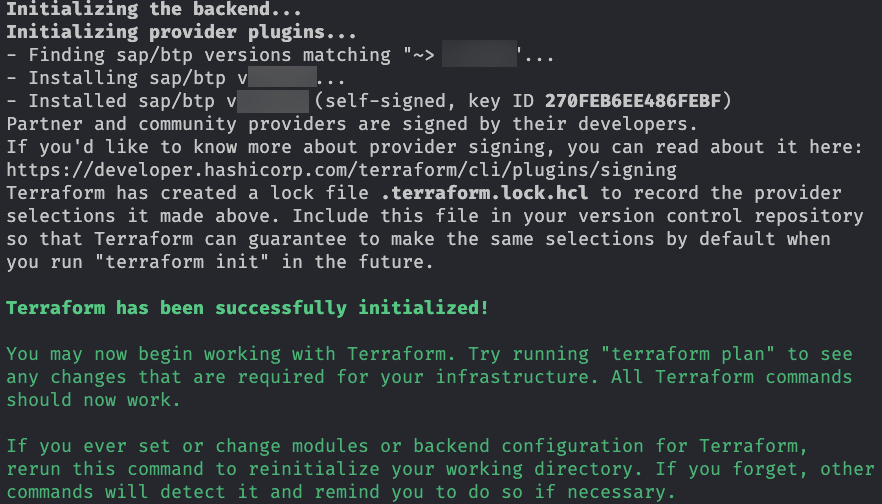 Initializing the backend...
Initializing provider plugins...
- Finding sap/btp versions matching "~> '...
- Installing sap/btp v...
- Installed sap/btp v (self-signed, key ID 270FEB6EE486FEBF)
Partner and community providers are signed by their developers.
If you'd like to know more about provider signing, you can read about it here:
https://developer.hashicorp.com/terraform/cli/plugins/signing
Terraform has created a lock file .terraform.lock.hcl to record the provider
selections it made above. Include this file in your version control repository
so that Terraform can guarantee to make the same selections by default when
you run "terraform init" in the future.
Terraform has been successfully initialized!
You may now begin working with Terraform. Try running "terraform plan" to see
any changes that are required for your infrastructure. All Terraform commands
should now work.
If you ever set or change modules or backend configuration for Terraform,
rerun this command to reinitialize your working directory. If you forget, other
commands will detect it and remind you to do so if necessary.